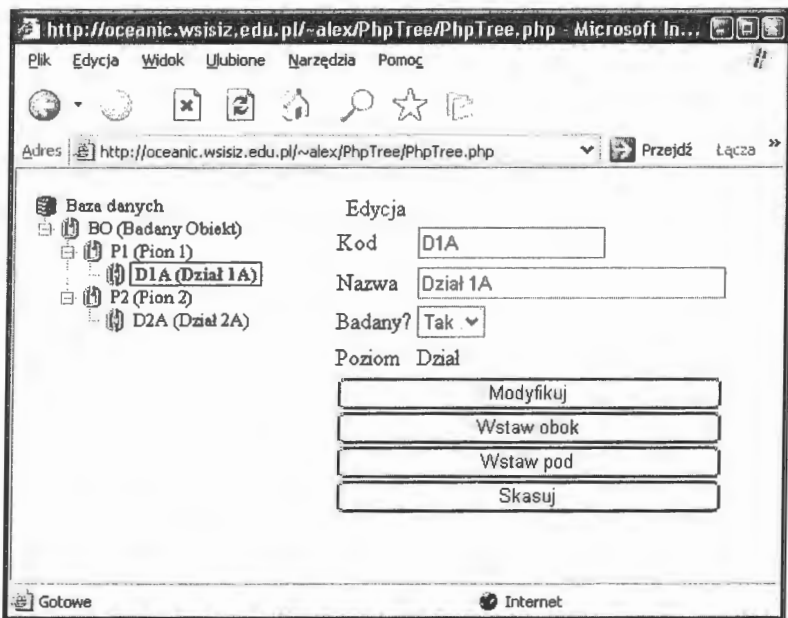 http://oceanic.wsisiz.edu.pl/~alex/PhpTree/PhpTree.php - Microsoft In...
Plik Edycja Widok Ulubione Narzędzia Pomoc
Adres http://oceanic.wsisiz.edu.pl/~alex/PhpTree/PhpTree.php Przejdź Łącza »
Baza danych
BO (Badany Obiekt)
P1 (Pion 1)
D1A (Dział 1A)
P2 (Pion 2)
D2A (Dział 2A)
Edycja
Kod D1A
Nazwa Dział 1A
Badany? Tak
Poziom Dział
Modyfikuj
Wstaw obok
Wstaw pod
Skasuj
Gotowe Internet